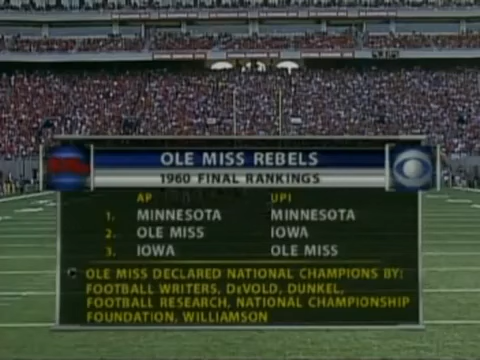 OLE MISS REBELS
1960 FINAL RANKINGS
AP UPI
1. MINNESOTA MINNESOTA
2. OLE MISS IOWA
3. IOWA OLE MISS
OLE MISS DECLARED NATIONAL CHAMPIONS BY:
FOOTBALL WRITERS, DeVOLD, DUNKEL,
FOOTBALL RESEARCH, NATIONAL CHAMPIONSHIP
FOUNDATION, WILLIAMSON